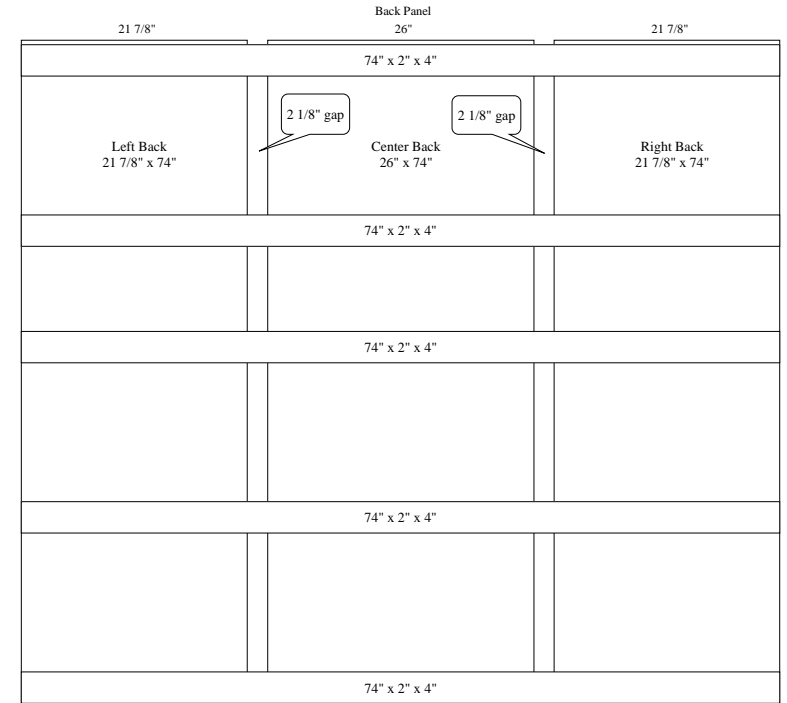 Back Panel
21 7/8"
26"
21 7/8"
74" x 2" x 4"
2 1/8" gap
2 1/8" gap
Left Back
21 7/8" x 74"
Center Back
26" x 74"
Right Back
21 7/8" x 74"
74" x 2" x 4"
74" x 2" x 4"
74" x 2" x 4"
74" x 2" x 4"